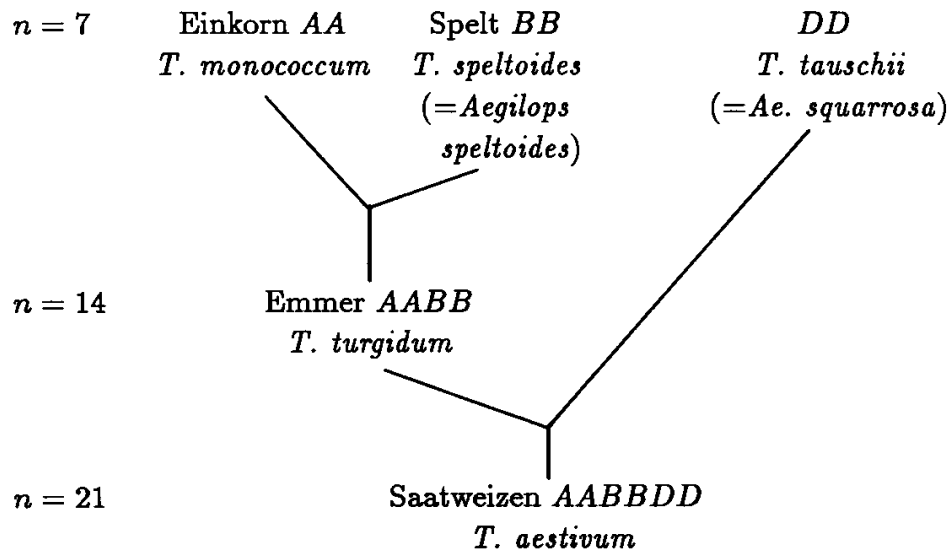 n = 7 Einkorn AA Spelt BB DD
T. monococcum T. speltoides T. tauschii
(=Aegilops (=Ae. squarrosa)
speltoides)
n = 14 Emmer AABB
T. turgidum
n = 21 Saatweizen AABBDD
T. aestivum